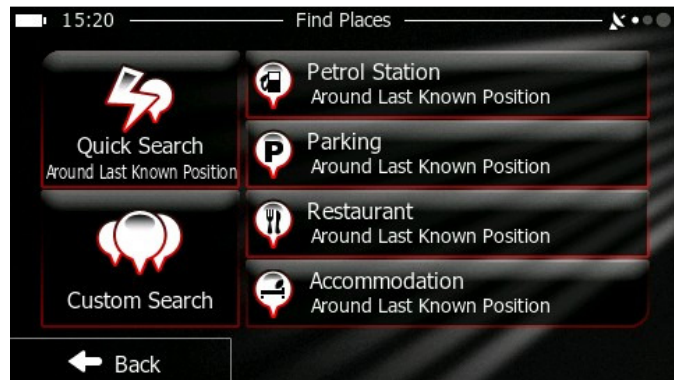 15:20
Find Places
Quick Search
Around Last Known Position
Custom Search
Petrol Station
Around Last Known Position
P
Parking
Around Last Known Position
Restaurant
Around Last Known Position
Accommodation
Around Last Known Position
Back